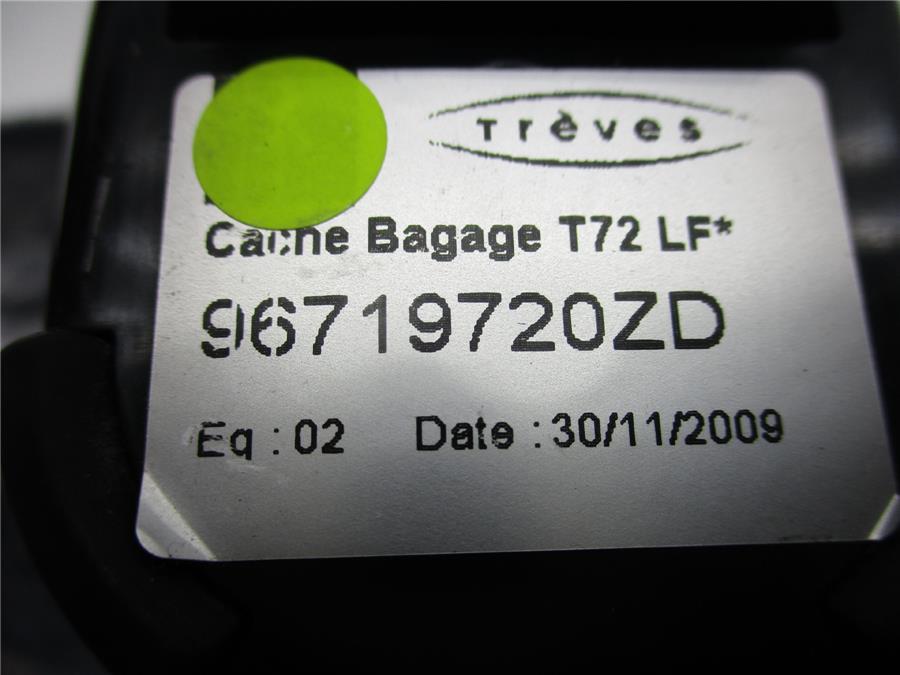 Trèves
Cache Bagage T72 LF*
96719720ZD
Eq : 02 Date : 30/11/2009